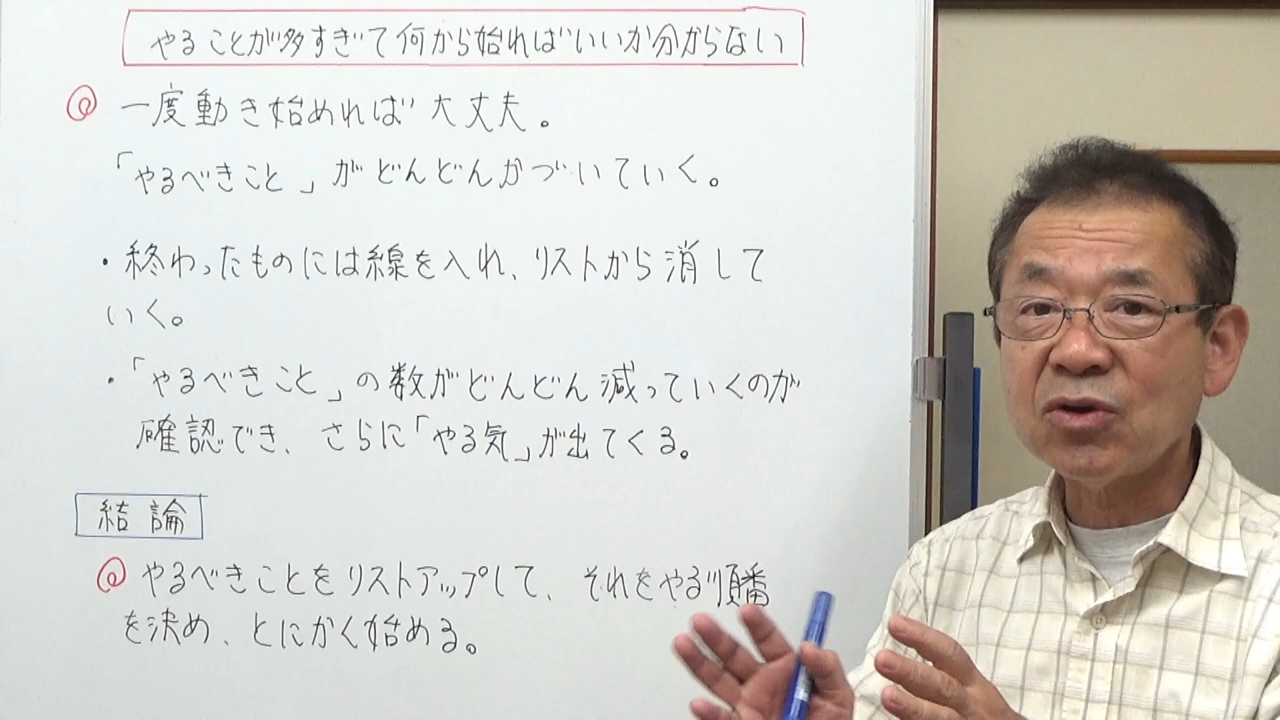 やることが多すぎて何から始ればいいか分からない
◎ 一度動き始めれば大丈夫。
「やるべきこと」がどんどんかづいていく。
・終わったものには線を入れ、リストから消して
いく。
・「やるべきこと」の数がどんどん減っていくのが
確認でき、さらに「やる気」が出てくる。
結論
◎ やるべきことをリストアップして、それをやる順番
を決め、とにかく始める。